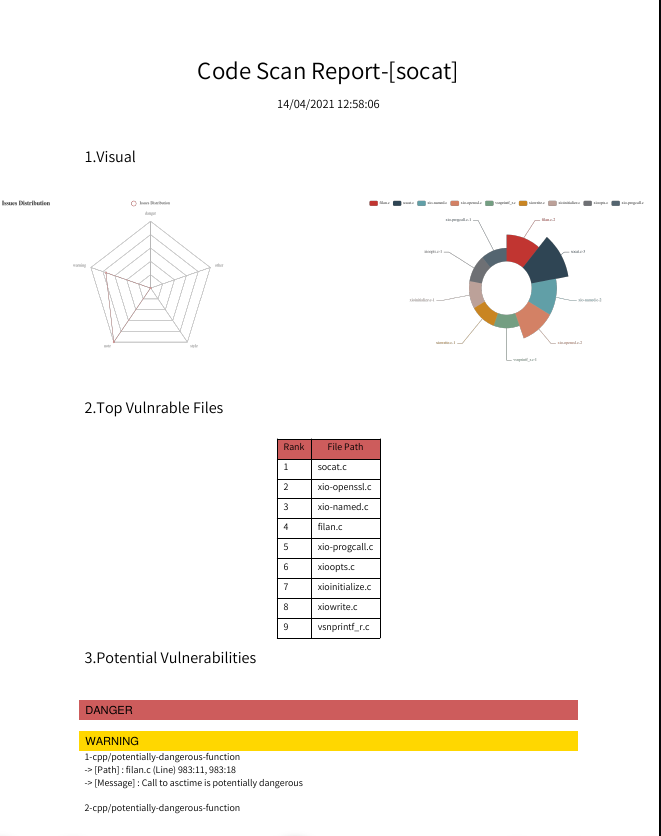 Code Scan Report-[socat]
14/04/2021 12:58:06
1.Visual
Issues Distribution
Issues Distribution
danger
other
style
error
warning
filan.c socat.c xio-named.c xio-openssl.c vsnprintf_r.c xiowrite.c xioinitialize.c xioopts.c xio-progcall.c
xio-progcall.c-1
filan.c-2
xioopts.c-1
socat.c-3
xioinitialize.c-1
xio-named.c-2
xiowrite.c-1
xio-openssl.c-2
vsnprintf_r.c-1
2.Top Vulnrable Files
Rank File Path
1 socat.c
2 xio-openssl.c
3 xio-named.c
4 filan.c
5 xio-progcall.c
6 xioopts.c
7 xioinitialize.c
8 xiowrite.c
9 vsnprintf_r.c
3.Potential Vulnerabilities
DANGER
WARNING
1-cpp/potentially-dangerous-function
-> [Path] : filan.c (Line) 983:11, 983:18
-> [Message] : Call to asctime is potentially dangerous
2-cpp/potentially-dangerous-function